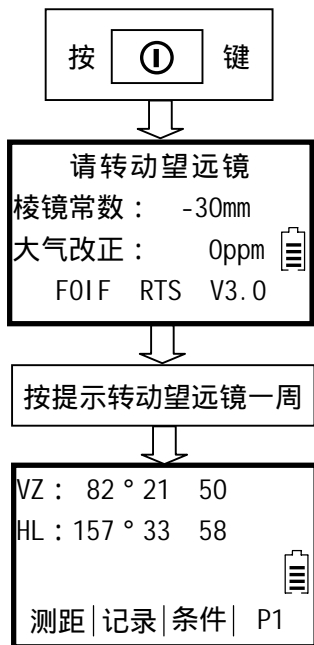 按 键
请转动望远镜
棱镜常数： -30mm
大气改正： 0ppm
FOIF RTS V3.0
按提示转动望远镜一周
VZ： 82°21 50
HL：157°33 58
测距|记录|条件| P1